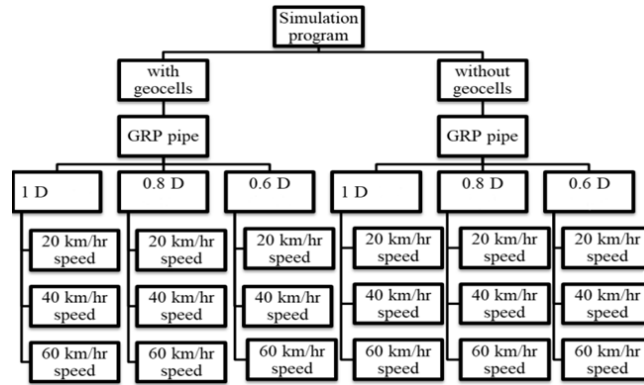 Simulation
program
with
geocells
without
geocells
GRP pipe
GRP pipe
1 D
0.8 D
0.6 D
1 D
0.8 D
0.6 D
20 km/hr
speed
20 km/hr
speed
20 km/hr
speed
20 km/hr
speed
20 km/hr
speed
20 km/hr
speed
40 km/hr
speed
40 km/hr
speed
40 km/hr
speed
40 km/hr
speed
40 km/hr
speed
40 km/hr
speed
60 km/hr
speed
60 km/hr
speed
60 km/hr
speed
60 km/hr
speed
60 km/hr
speed
60 km/hr
speed